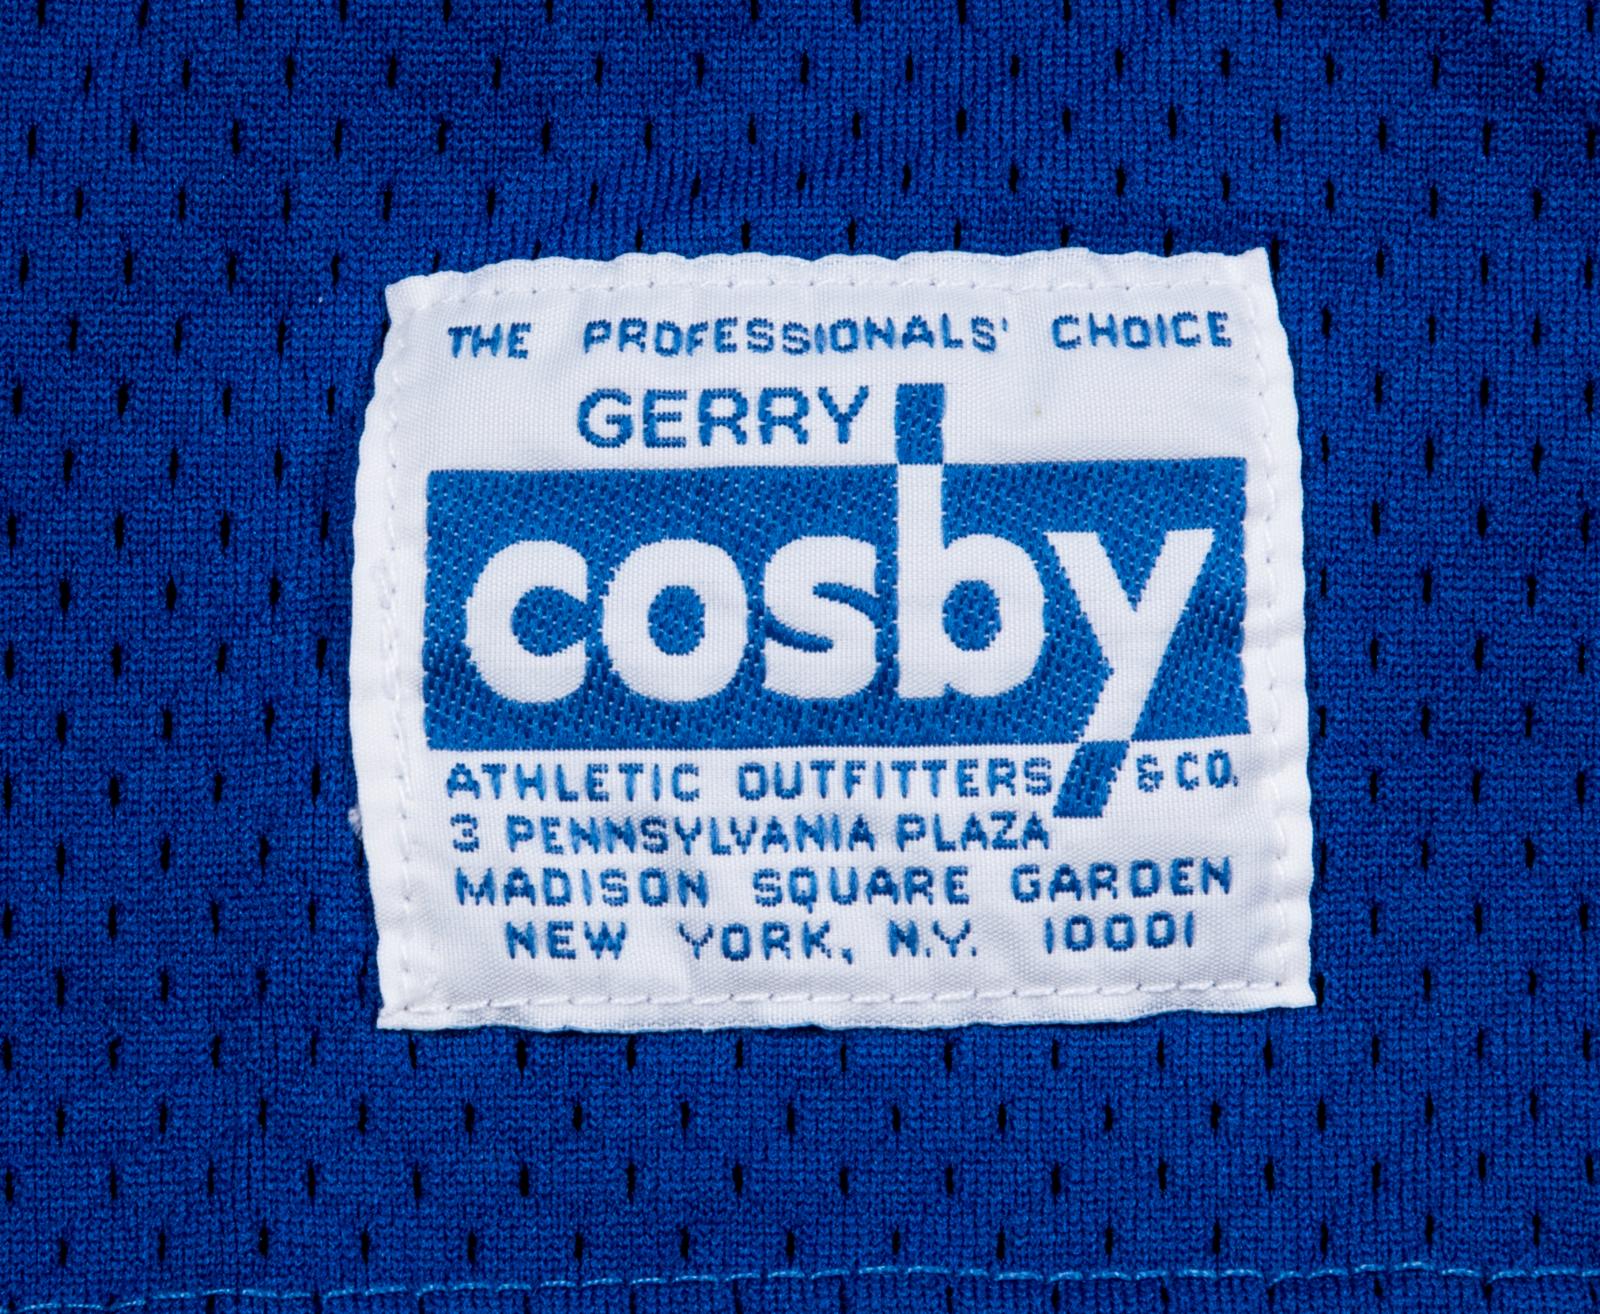 THE PROFESSIONALS' CHOICE
GERRY
cosby
ATHLETIC OUTFITTERS & CO.
3 PENNSYLVANIA PLAZA
MADISON SQUARE GARDEN
NEW YORK, N.Y. 10001